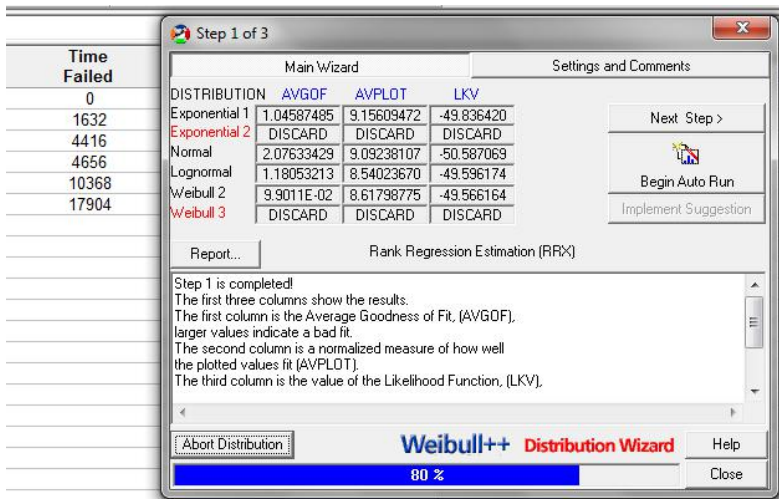 Time
Failed
0
1632
4416
4656
10368
17904
Step 1 of 3
Main Wizard
Settings and Comments
DISTRIBUTION AVGOF AVPLOT LKV
Exponential 1 1.04587485 9.15609472 -49.836420
Exponential 2 DISCARD DISCARD DISCARD
Normal 2.07633429 9.09238107 -50.587069
Lognormal 1.18053213 8.54023670 -49.596174
Weibull 2 9.9011E-02 8.61798775 -49.566164
Weibull 3 DISCARD DISCARD DISCARD
Next Step >
Begin Auto Run
Implement Suggestion
Report...
Rank Regression Estimation (RRX)
Step 1 is completed!
The first three columns show the results.
The first column is the Average Goodness of Fit, (AVGOF),
larger values indicate a bad fit.
The second column is a normalized measure of how well
the plotted values fit (AVPLOT).
The third column is the value of the Likelihood Function, (LKV),
Abort Distribution
Weibull++ Distribution Wizard
Help
80 %
Close